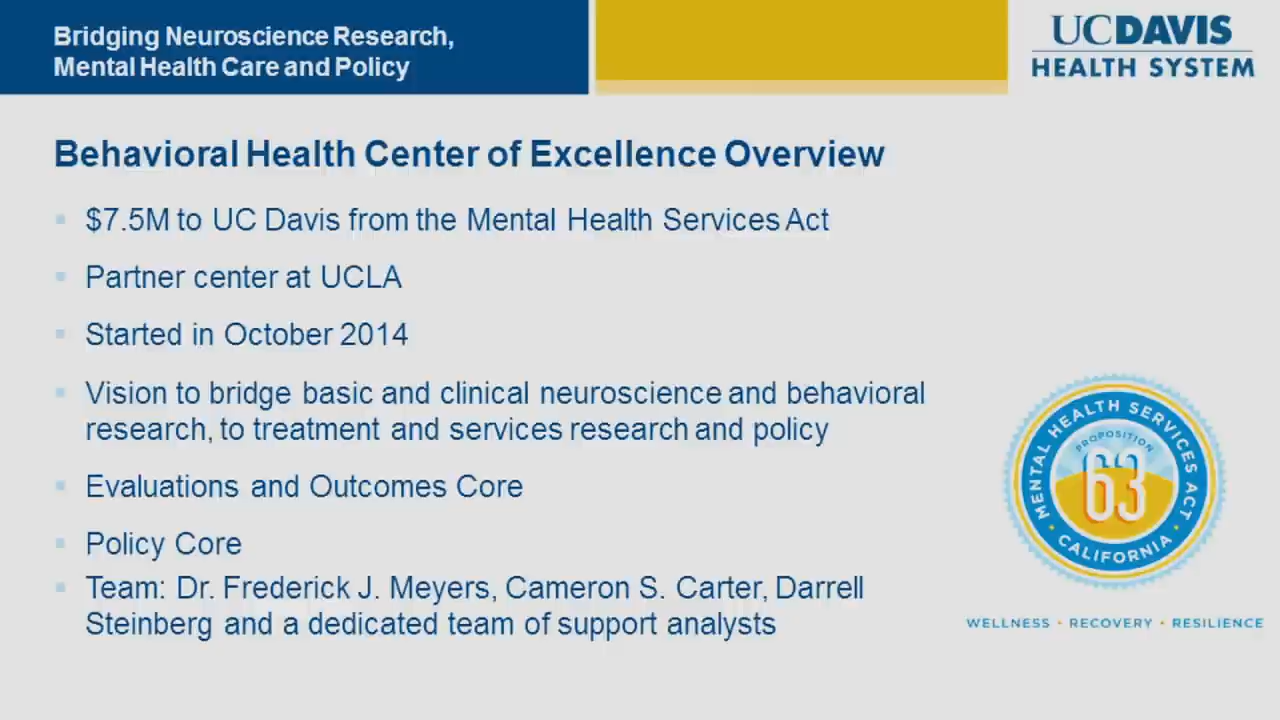 Bridging Neuroscience Research,
Mental Health Care and Policy
UCDAVIS
HEALTH SYSTEM
Behavioral Health Center of Excellence Overview
$7.5M to UC Davis from the Mental Health Services Act
Partner center at UCLA
Started in October 2014
Vision to bridge basic and clinical neuroscience and behavioral
research, to treatment and services research and policy
Evaluations and Outcomes Core
Policy Core
Team: Dr. Frederick J. Meyers, Cameron S. Carter, Darrell
Steinberg and a dedicated team of support analysts
MENTAL HEALTH SERVICES ACT
PROPOSITION
63
• CALIFORNIA •
WELLNESS • RECOVERY • RESILIENCE